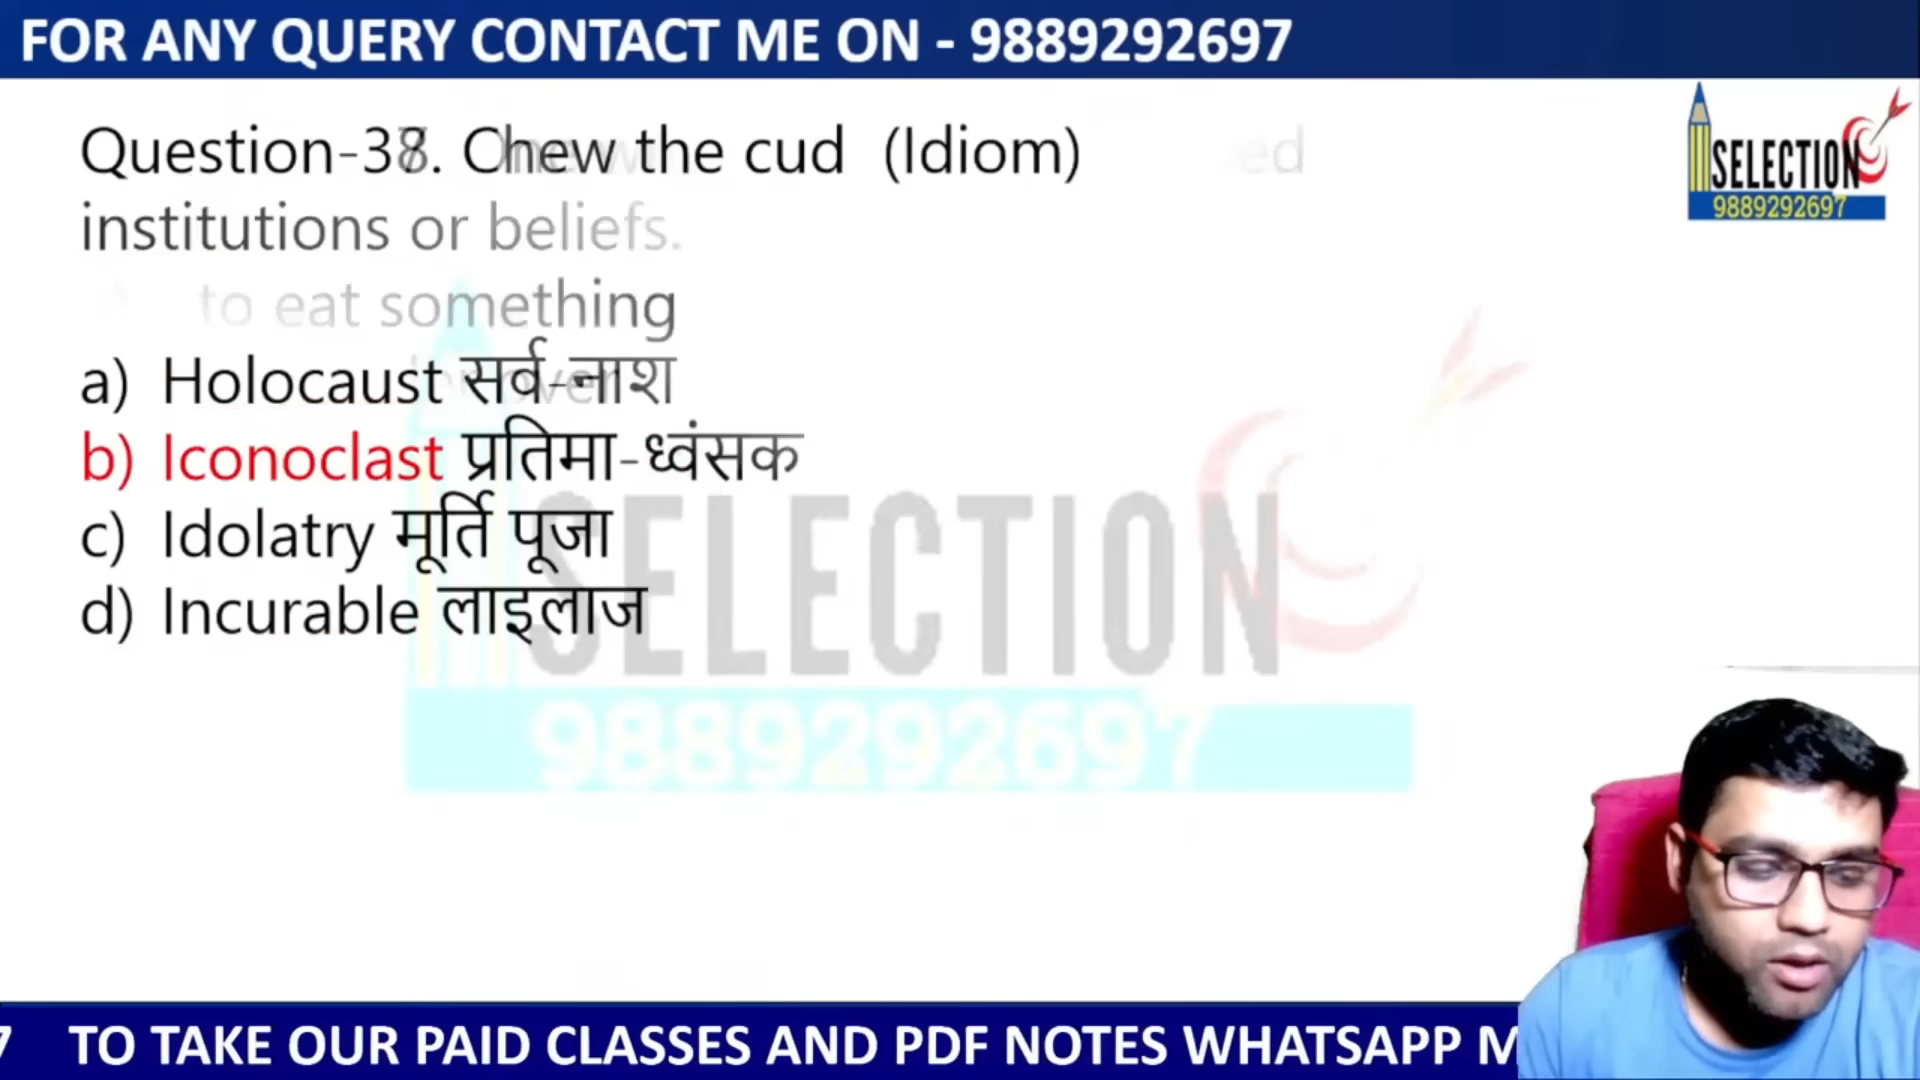 FOR ANY QUERY CONTACT ME ON - 9889292697
SELECTION
9889292697
Question-38. Chew the cud (Idiom)
institutions or beliefs.
to eat something
a) Holocaust सर्व-नाश
b) Iconoclast प्रतिमा-ध्वंसक
c) Idolatry मूर्ति पूजा
d) Incurable लाइलाज
SELECTION
9889292697
7 TO TAKE OUR PAID CLASSES AND PDF NOTES WHATSAPP M